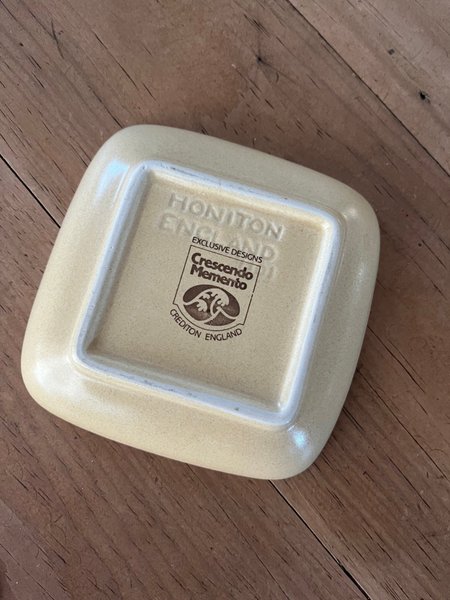 HONITON
ENGLAND
EXCLUSIVE DESIGNS
Crescendo
Memento
CREDITON ENGLAND